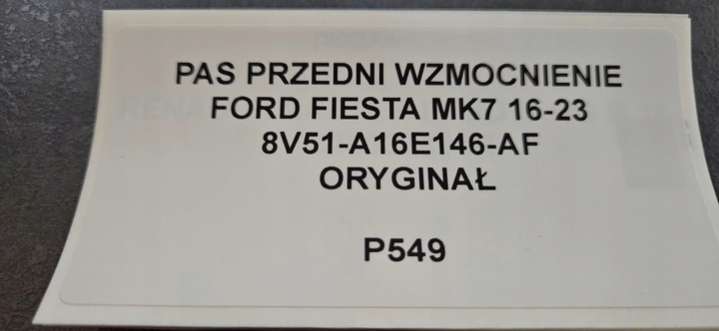 PAS PRZEDNI WZMOCNIENIE
FORD FIESTA MK7 16-23
8V51-A16E146-AF
ORYGINAŁ
P549